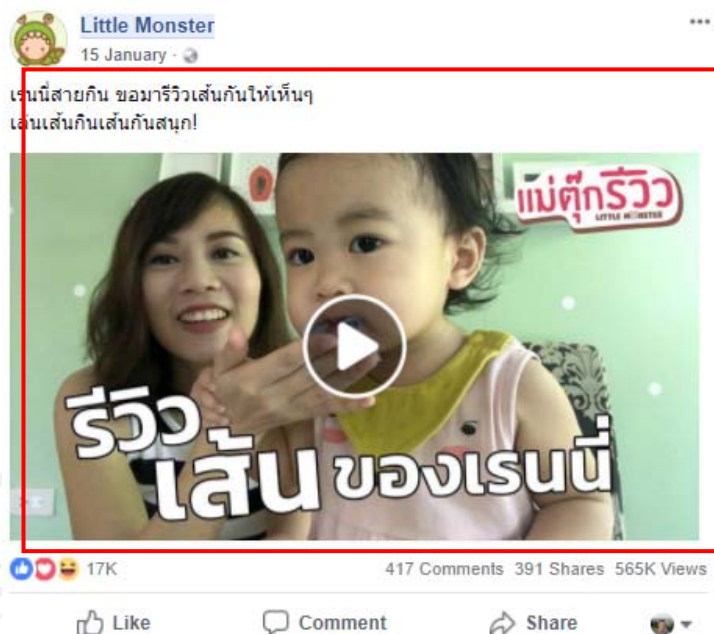 Little Monster
15 January
เรนนี่สายกิน ขอมารีวิวเส้นกันให้เห็นๆ
เล่นเส้นกินเส้นกันสนุก!
แม่ตุ๊กรีวิว
LITTLE MONSTER
รีวิว
เส้นของเรนนี่
17K
417 Comments 391 Shares 565K Views
Like Comment Share